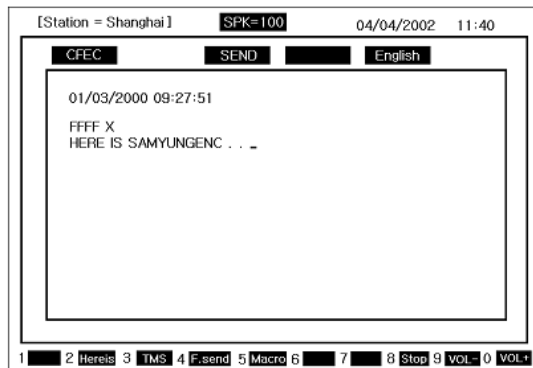 [Station = Shanghai] SPK=100 04/04/2002 11:40
CFEC SEND English
01/03/2000 09:27:51
FFFF X
HERE IS SAMYUNGENC . . _
1 2 Hereis 3 TMS 4 F.send 5 Macro 6 7 8 Stop 9 VOL- 0 VOL+